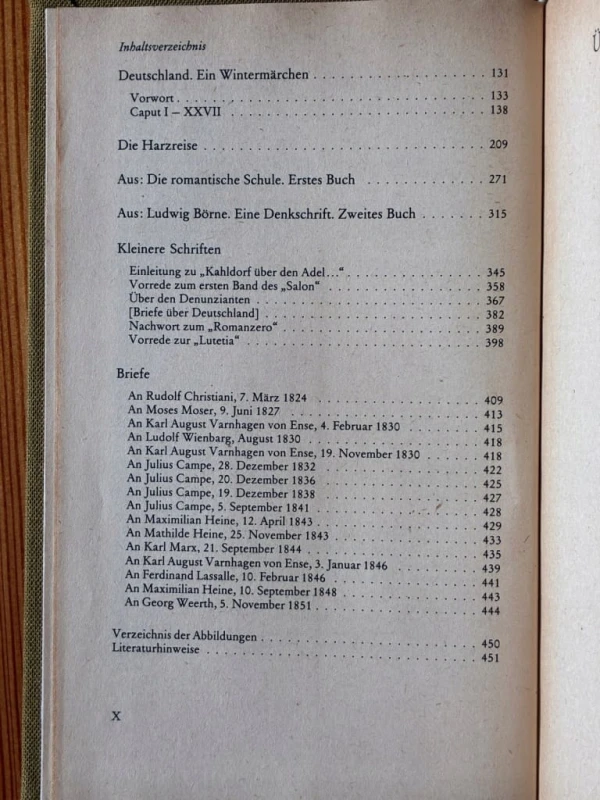 Inhaltsverzeichnis
Deutschland. Ein Wintermärchen . . . . . . . . . . . . . . . . . . 131
Vorwort . . . . . . . . . . . . . . . . . . . . . . . . . . . . . . 133
Caput I – XXVII . . . . . . . . . . . . . . . . . . . . . . . . . . 138
Die Harzreise . . . . . . . . . . . . . . . . . . . . . . . . . . . 209
Aus: Die romantische Schule. Erstes Buch . . . . . . . . . . . . 271
Aus: Ludwig Börne. Eine Denkschrift. Zweites Buch . . . . . . . 315
Kleinere Schriften
Einleitung zu „Kahldorf über den Adel ...“ . . . . . . . . . . . . 345
Vorrede zum ersten Band des „Salon“ . . . . . . . . . . . . . . 358
Über den Denunzianten . . . . . . . . . . . . . . . . . . . . . . 367
[Briefe über Deutschland] . . . . . . . . . . . . . . . . . . . . . 382
Nachwort zum „Romanzero“ . . . . . . . . . . . . . . . . . . . 389
Vorrede zur „Lutetia“ . . . . . . . . . . . . . . . . . . . . . . . 398
Briefe
An Rudolf Christiani, 7. März 1824 . . . . . . . . . . . . . . . . 409
An Moses Moser, 9. Juni 1827 . . . . . . . . . . . . . . . . . . . 413
An Karl August Varnhagen von Ense, 4. Februar 1830 . . . . . . 415
An Ludolf Wienbarg, August 1830 . . . . . . . . . . . . . . . . 418
An Karl August Varnhagen von Ense, 19. November 1830 . . . . 418
An Julius Campe, 28. Dezember 1832 . . . . . . . . . . . . . . . 422
An Julius Campe, 20. Dezember 1836 . . . . . . . . . . . . . . . 425
An Julius Campe, 19. Dezember 1838 . . . . . . . . . . . . . . . 427
An Julius Campe, 5. September 1841 . . . . . . . . . . . . . . . 428
An Maximilian Heine, 12. April 1843 . . . . . . . . . . . . . . . 429
An Mathilde Heine, 25. November 1843 . . . . . . . . . . . . . 433
An Karl Marx, 21. September 1844 . . . . . . . . . . . . . . . . 435
An Karl August Varnhagen von Ense, 3. Januar 1846 . . . . . . . 439
An Ferdinand Lassalle, 10. Februar 1846 . . . . . . . . . . . . . 441
An Maximilian Heine, 10. September 1848 . . . . . . . . . . . . 443
An Georg Weerth, 5. November 1851 . . . . . . . . . . . . . . . 444
Verzeichnis der Abbildungen . . . . . . . . . . . . . . . . . . . . 450
Literaturhinweise . . . . . . . . . . . . . . . . . . . . . . . . . . 451
X